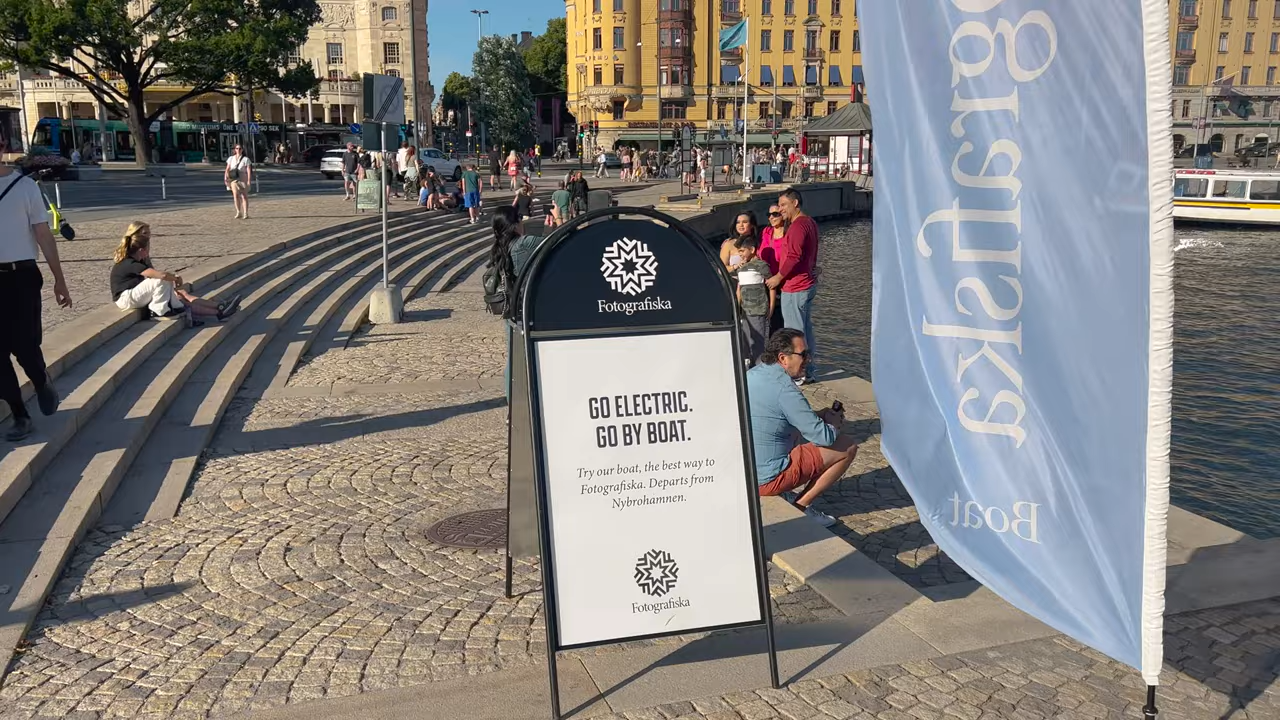 Fotografiska
GO ELECTRIC.
GO BY BOAT.
Try our boat, the best way to
Fotografiska. Departs from
Nybrohamnen.
Fotografiska
grafiska
Boat